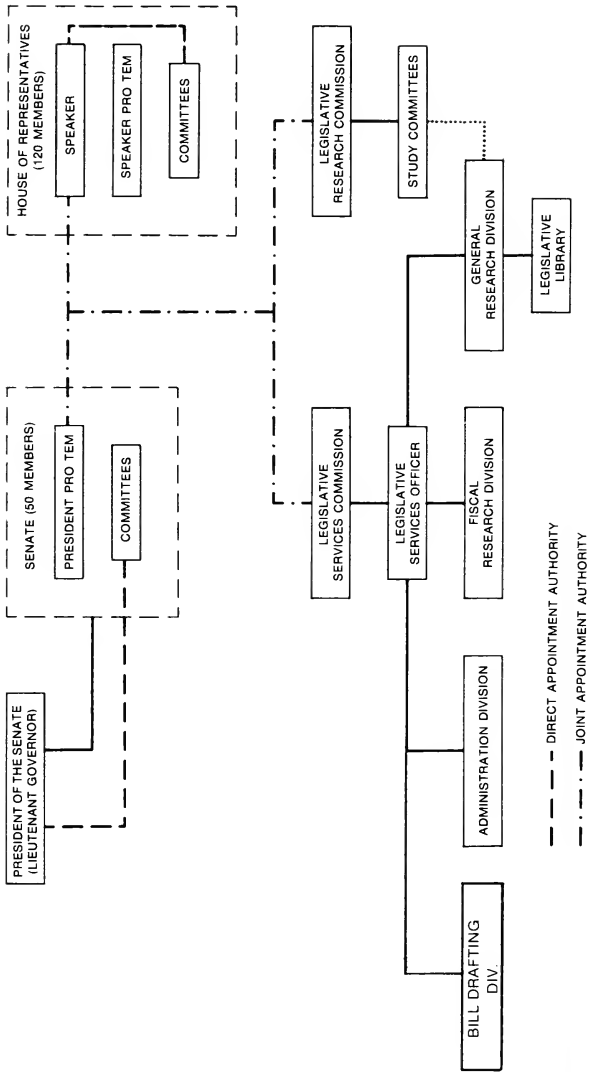 PRESIDENT OF THE SENATE
(LIEUTENANT GOVERNOR)
SENATE (50 MEMBERS)
PRESIDENT PRO TEM
COMMITTEES
HOUSE OF REPRESENTATIVES
(120 MEMBERS)
SPEAKER
SPEAKER PRO TEM
COMMITTEES
LEGISLATIVE
SERVICES COMMISSION
LEGISLATIVE
RESEARCH COMMISSION
LEGISLATIVE
SERVICES OFFICER
STUDY COMMITTEES
BILL DRAFTING
DIV.
ADMINISTRATION DIVISION
FISCAL
RESEARCH DIVISION
GENERAL
RESEARCH DIVISION
LEGISLATIVE
LIBRARY
DIRECT APPOINTMENT AUTHORITY
JOINT APPOINTMENT AUTHORITY